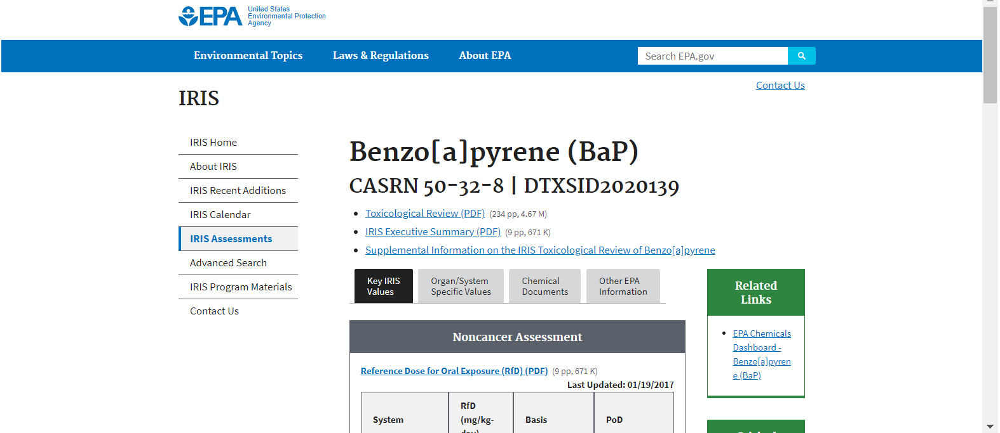 EPA
United States
Environmental Protection
Agency
Environmental Topics
Laws & Regulations
About EPA
Search EPA.gov
Contact Us
IRIS
IRIS Home
About IRIS
IRIS Recent Additions
IRIS Calendar
IRIS Assessments
Advanced Search
IRIS Program Materials
Contact Us
Benzo[a]pyrene (BaP)
CASRN 50-32-8 | DTXSID2020139
Toxicological Review (PDF) (234 pp, 4.67 M)
IRIS Executive Summary (PDF) (9 pp, 671 K)
Supplemental Information on the IRIS Toxicological Review of Benzo[a]pyrene
Key IRIS
Values
Organ/System
Specific Values
Chemical
Documents
Other EPA
Information
Noncancer Assessment
Reference Dose for Oral Exposure (RfD) (PDF) (9 pp, 671 K)
Last Updated: 01/19/2017
System
RfD
(mg/kg-
Basis
PoD
Related
Links
EPA Chemicals
Dashboard -
Benzo[a]pyren
e (BaP)